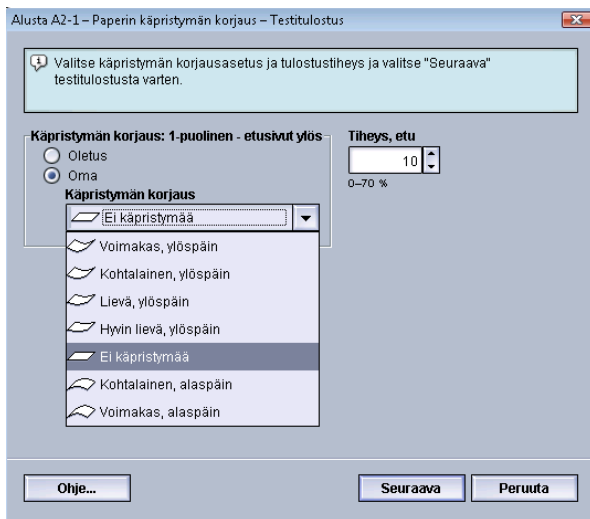 Alusta A2-1 – Paperin käpristymän korjaus – Testitulostus
Valitse käpristymän korjausasetus ja tulostustiheys ja valitse "Seuraava"
testitulostusta varten.
Käpristymän korjaus: 1-puolinen - etusivut ylös
Tiheys, etu
Oletus
10
Oma
0–70 %
Käpristymän korjaus
Ei käpristymää
Voimakas, ylöspäin
Kohtalainen, ylöspäin
Lievä, ylöspäin
Hyvin lievä, ylöspäin
Ei käpristymää
Kohtalainen, alaspäin
Voimakas, alaspäin
Ohje...
Seuraava
Peruuta